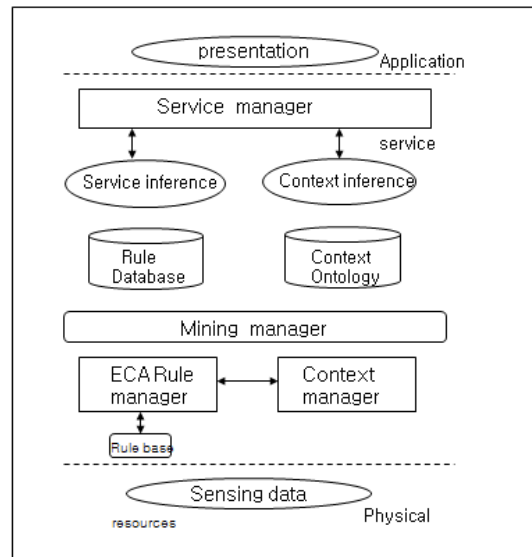 presentation
Application
Service manager
service
Service inference
Context inference
Rule
Database
Context
Ontology
Mining manager
ECA Rule
manager
Context
manager
Rule base
Sensing data
resources
Physical